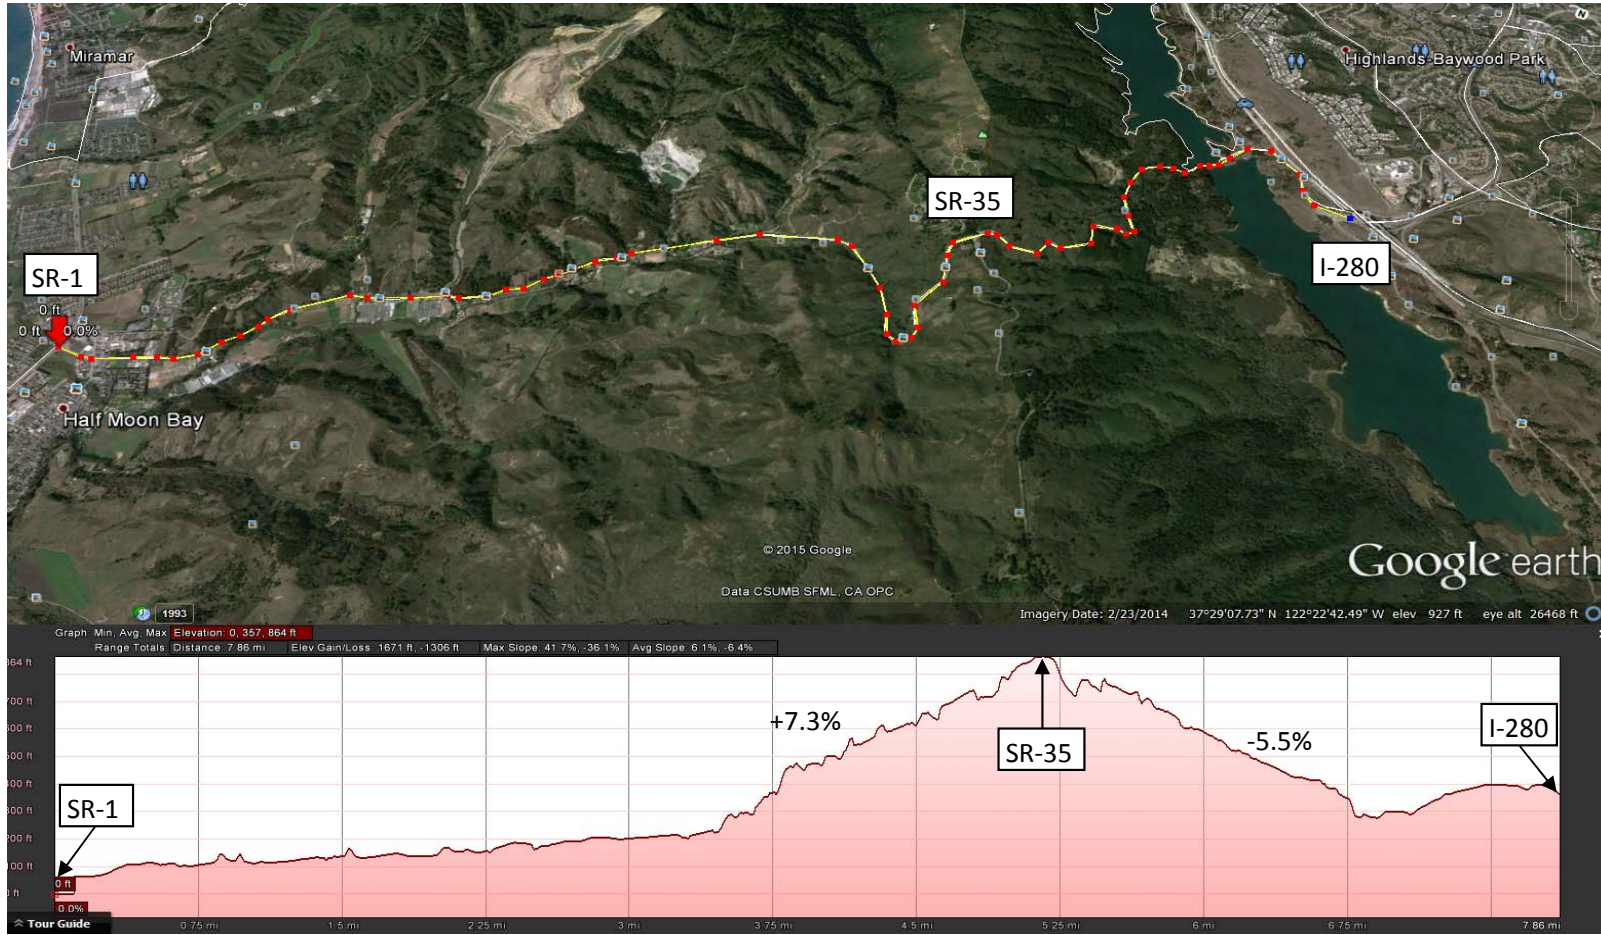 Miramar
Highlands-Baywood Park
N
SR-35
SR-1
I-280
0 ft
0 ft
0.0%
Half Moon Bay
© 2015 Google
Google earth
Data CSUMB SFML, CA OPC
1993
Imagery Date: 2/23/2014 37°29'07.73" N 122°22'42.49" W elev 927 ft eye alt 26468 ft
Graph: Min, Avg, Max Elevation: 0, 357, 864 ft
Range Totals: Distance: 7.86 mi Elev Gain/Loss: 1671 ft, -1306 ft Max Slope: 41.7%, -36.1% Avg Slope: 6.1%, -6.4%
864 ft
700 ft
600 ft
500 ft
400 ft
300 ft
200 ft
100 ft
0 ft
+7.3%
SR-35
-5.5%
I-280
SR-1
0 ft
0.0%
Tour Guide
0.75 mi
1.5 mi
2.25 mi
3 mi
3.75 mi
4.5 mi
5.25 mi
6 mi
6.75 mi
7.86 mi